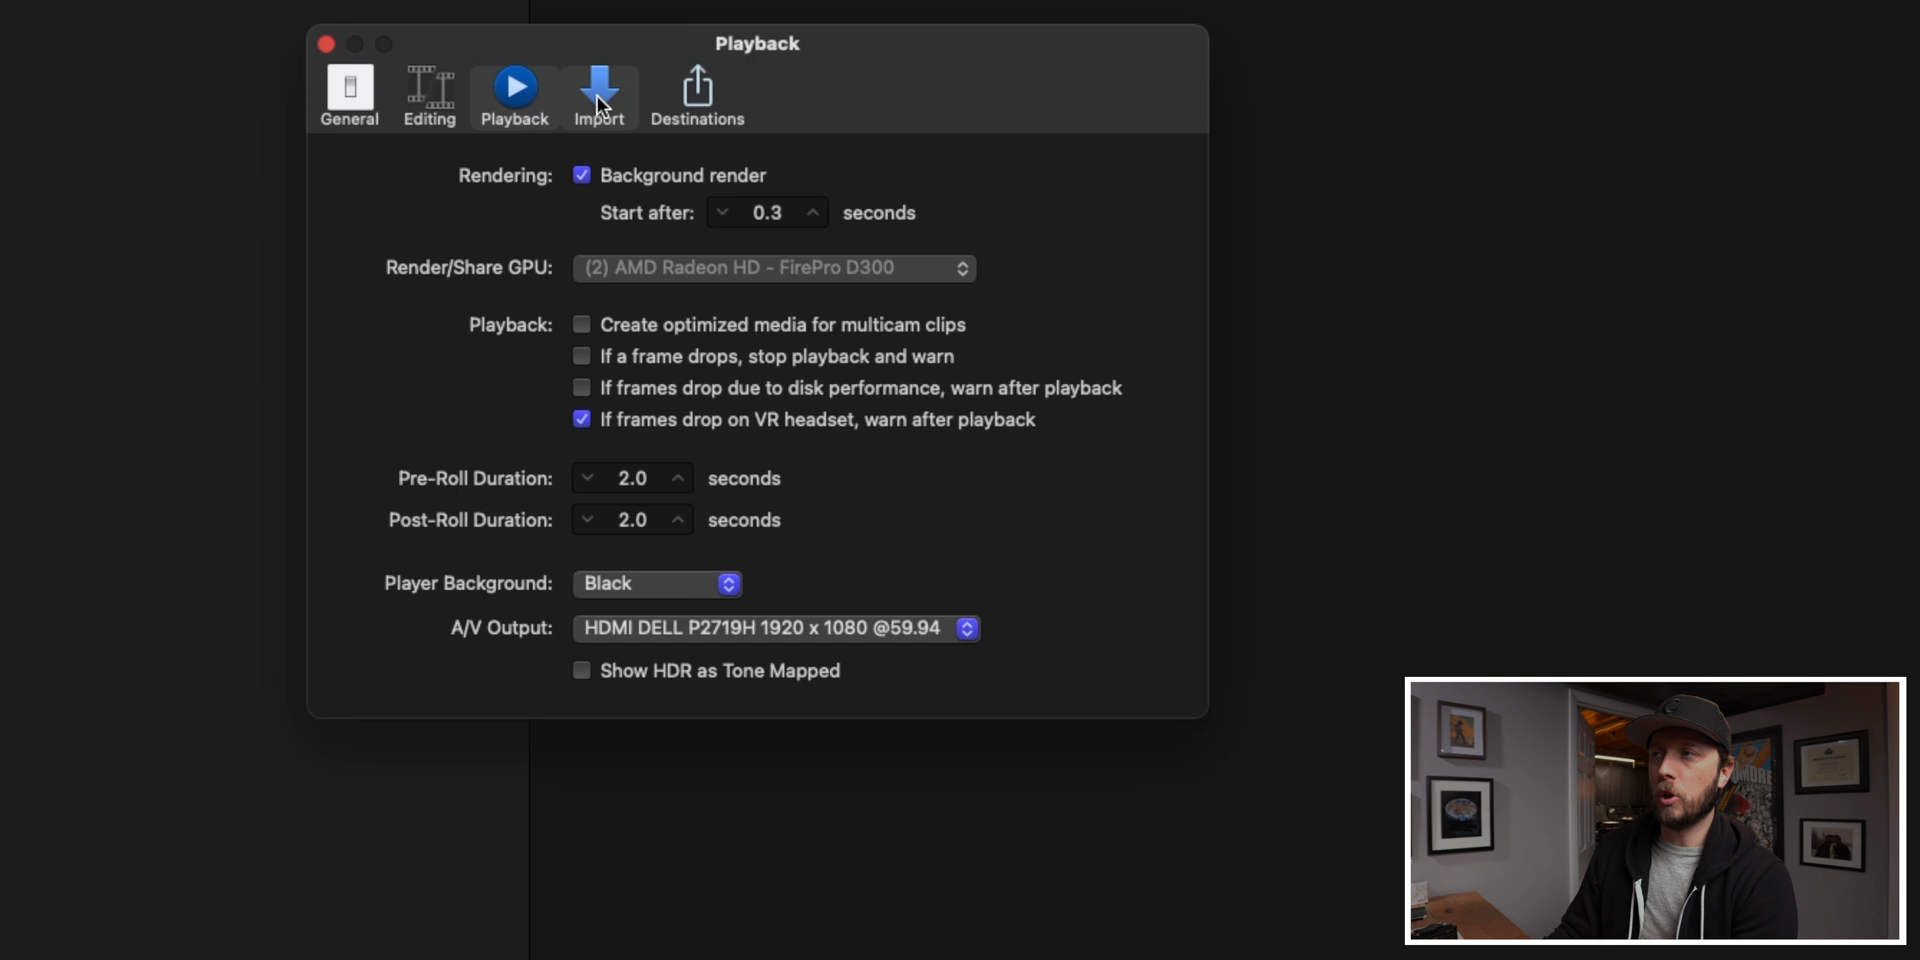 Playback
General Editing Playback Import Destinations
Rendering: Background render
Start after: 0.3 seconds
Render/Share GPU: (2) AMD Radeon HD - FirePro D300
Playback: Create optimized media for multicam clips
If a frame drops, stop playback and warn
If frames drop due to disk performance, warn after playback
If frames drop on VR headset, warn after playback
Pre-Roll Duration: 2.0 seconds
Post-Roll Duration: 2.0 seconds
Player Background: Black
A/V Output: HDMI DELL P2719H 1920 x 1080 @59.94
Show HDR as Tone Mapped